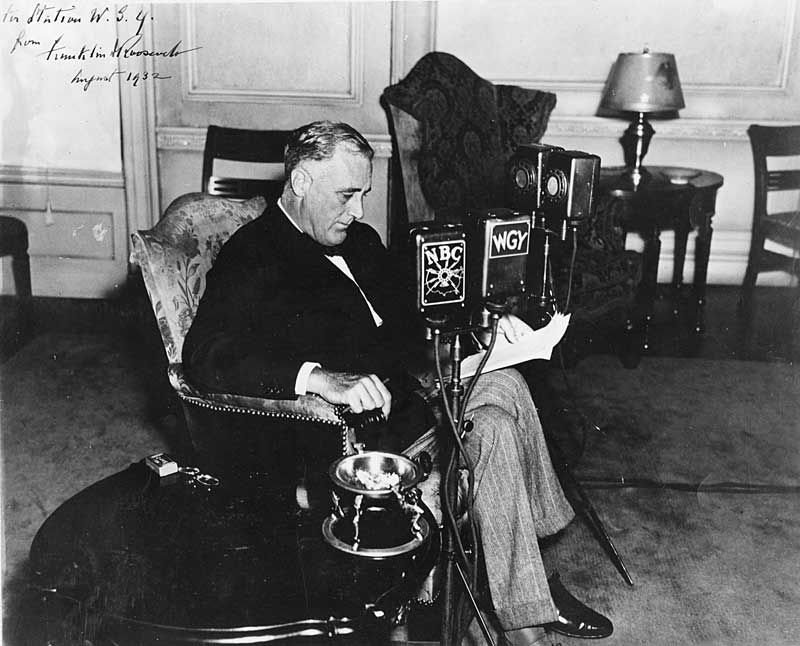 to Station W.G.Y.
from Franklin D Roosevelt
August 1932
NBC
WGY